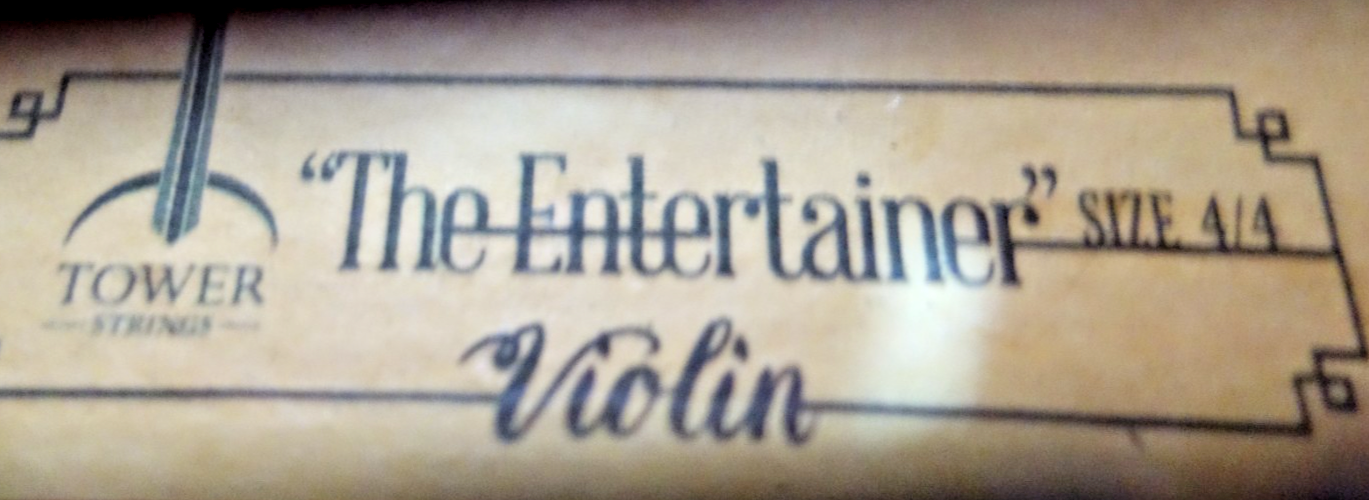 TOWER
STRINGS
“The Entertainer” SIZE 4/4
Violin